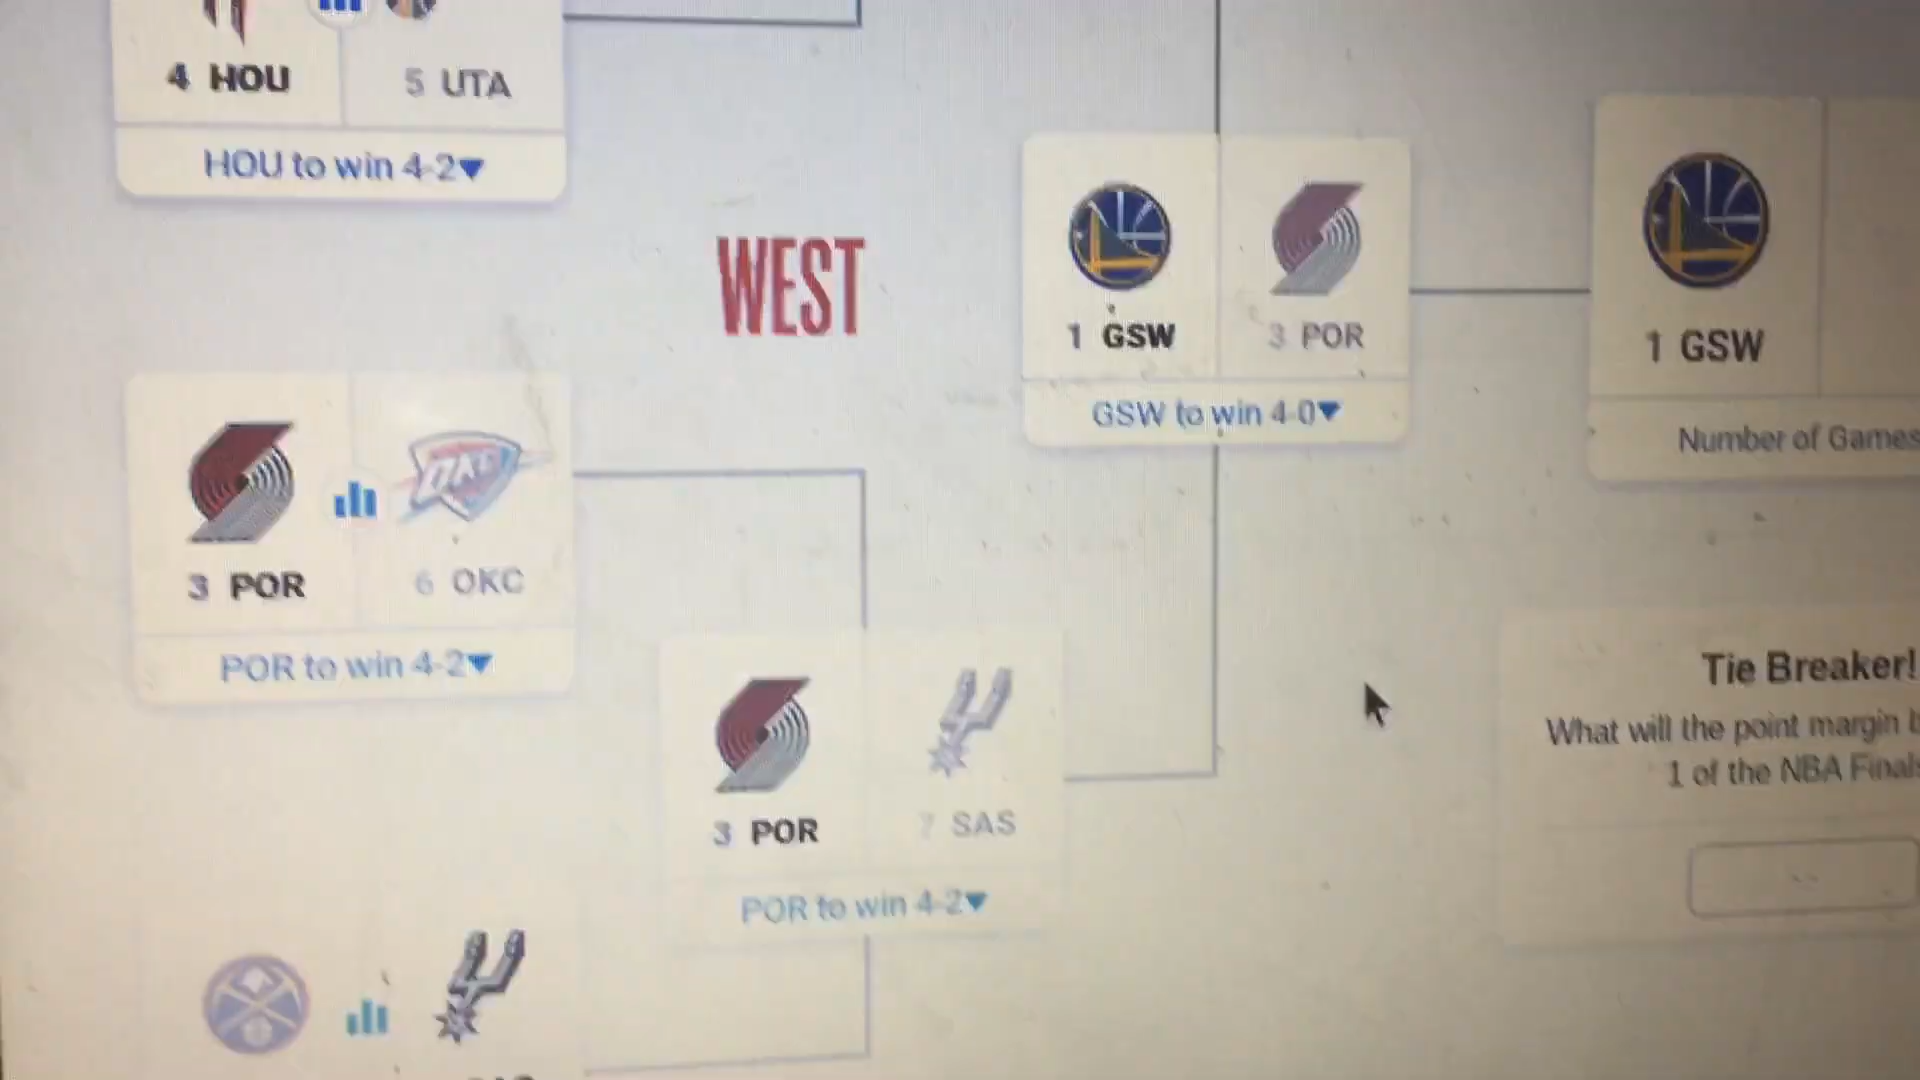 4 HOU
5 UTA
HOU to win 4-2
WEST
1 GSW
3 POR
GSW to win 4-0
1 GSW
Number of Games
OKC
3 POR
6 OKC
POR to win 4-2
3 POR
7 SAS
POR to win 4-2
Tie Breaker!
What will the point margin
1 of the NBA Finals